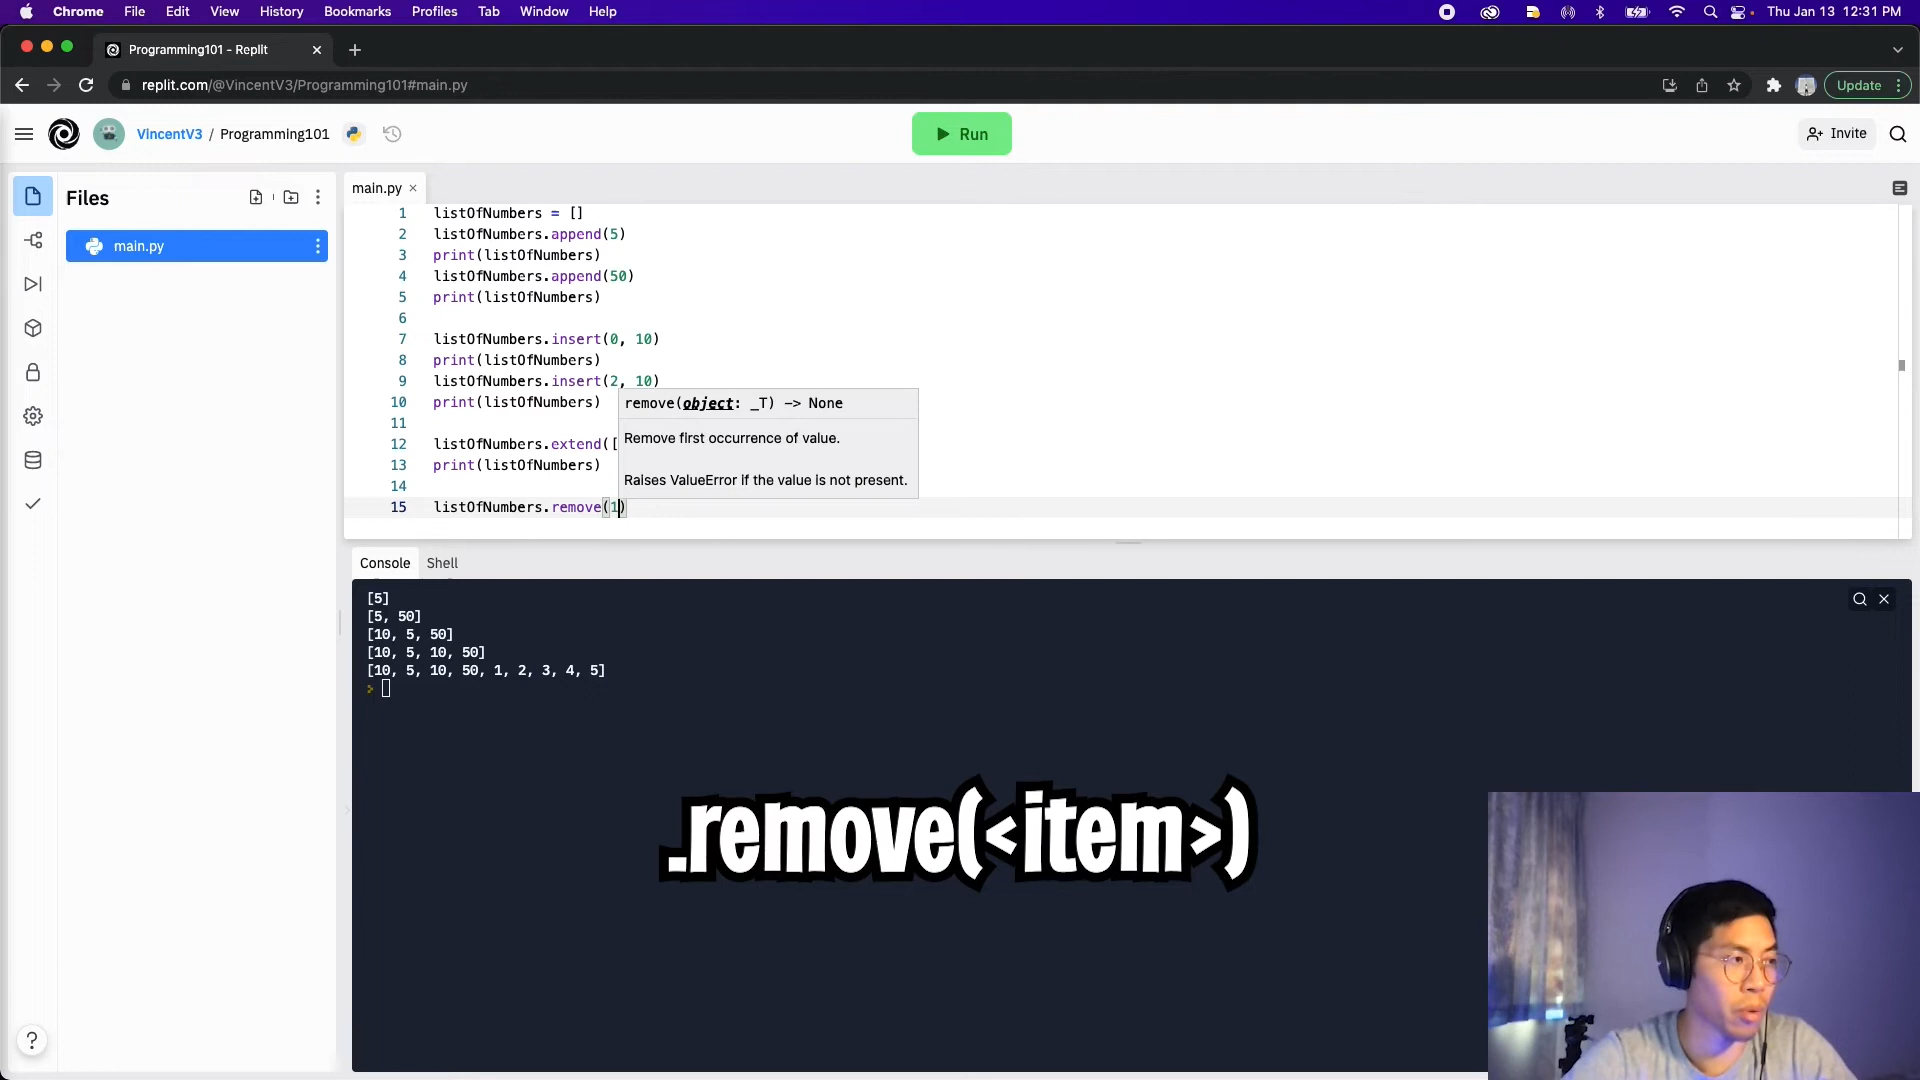 Chrome File Edit View History Bookmarks Profiles Tab Window Help Thu Jan 13 12:31 PM
Programming101 - Replit
replit.com/@VincentV3/Programming101#main.py Update
VincentV3 / Programming101 Run Invite
Files main.py
main.py
1 listOfNumbers = []
2 listOfNumbers.append(5)
3 print(listOfNumbers)
4 listOfNumbers.append(50)
5 print(listOfNumbers)
6
7 listOfNumbers.insert(0, 10)
8 print(listOfNumbers)
9 listOfNumbers.insert(2, 10)
10 print(listOfNumbers)
11
12 listOfNumbers.extend([
13 print(listOfNumbers)
14
15 listOfNumbers.remove(1)
remove(object: _T) -> None
Remove first occurrence of value.
Raises ValueError if the value is not present.
Console Shell
[5]
[5, 50]
[10, 5, 50]
[10, 5, 10, 50]
[10, 5, 10, 50, 1, 2, 3, 4, 5]
.remove(<item>)
?